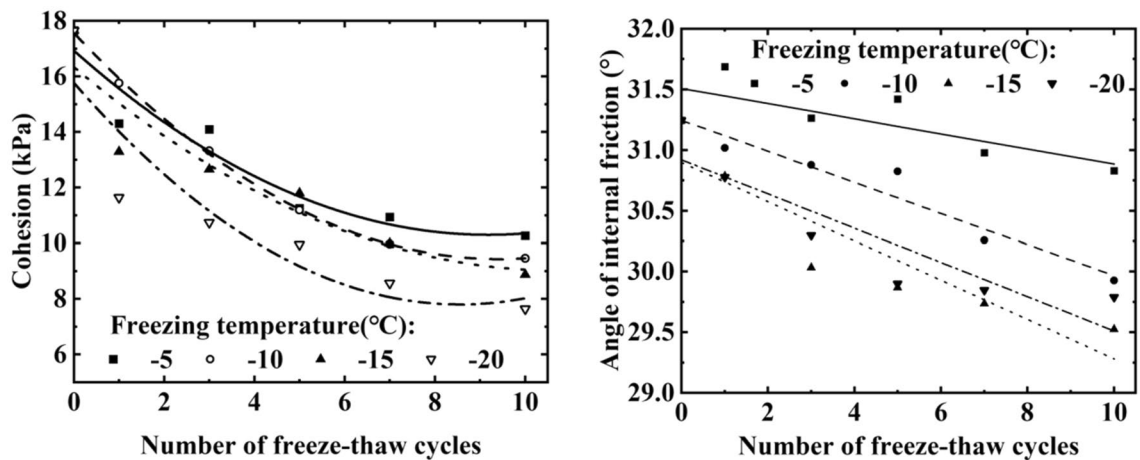 18
16
14
12
10
8
6
Cohesion (kPa)
Freezing temperature(°C):
-5 -10 -15 -20
0 2 4 6 8 10
Number of freeze-thaw cycles
32.0
31.5
31.0
30.5
30.0
29.5
29.0
Angle of internal friction (°)
Freezing temperature(°C):
-5 -10 -15 -20
0 2 4 6 8 10
Number of freeze-thaw cycles